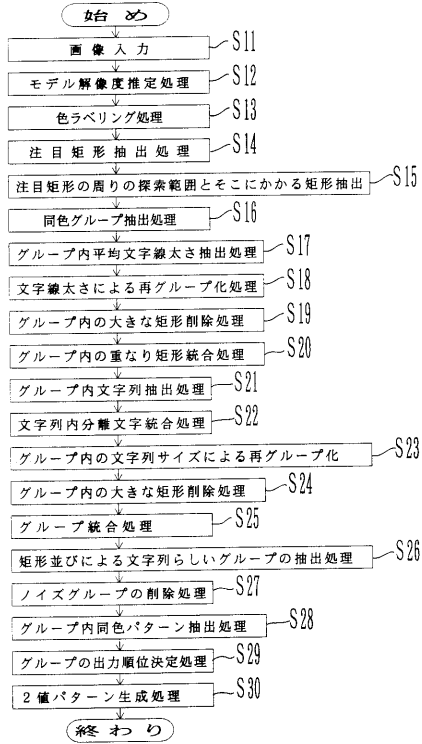 始め
画像入力 S11
モデル解像度推定処理 S12
色ラベリング処理 S13
注目矩形抽出処理 S14
注目矩形の周りの探索範囲とそこにかかる矩形抽出 S15
同色グループ抽出処理 S16
グループ内平均文字線太さ抽出処理 S17
文字線太さによる再グループ化処理 S18
グループ内の大きな矩形削除処理 S19
グループ内の重なり矩形統合処理 S20
グループ内文字列抽出処理 S21
文字列内分離文字統合処理 S22
グループ内の文字列サイズによる再グループ化 S23
グループ内の大きな矩形削除処理 S24
グループ統合処理 S25
矩形並びによる文字列らしいグループの抽出処理 S26
ノイズグループの削除処理 S27
グループ内同色パターン抽出処理 S28
グループの出力順位決定処理 S29
2値パターン生成処理 S30
終わり